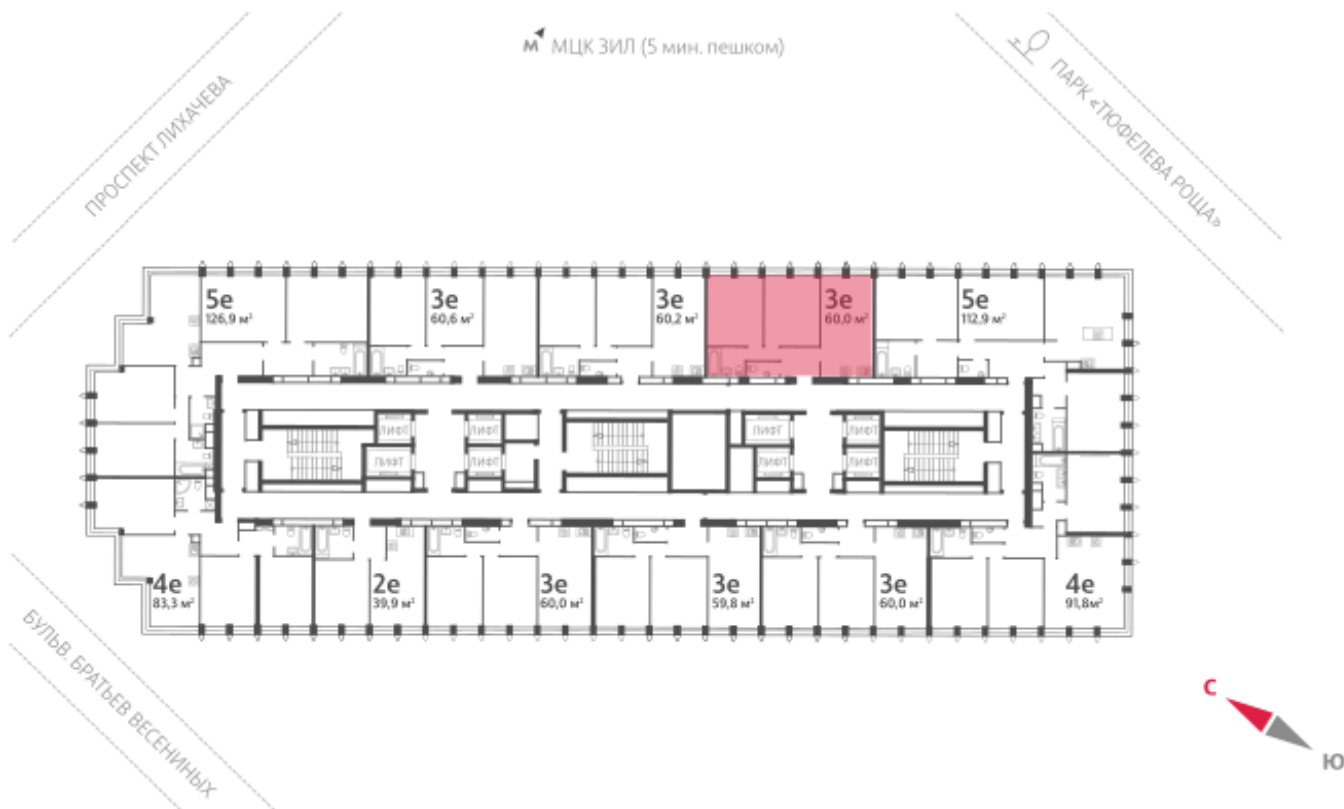 М МЦК ЗИЛ (5 мин. пешком)
ПРОСПЕКТ ЛИХАЧЕВА
ПАРК «ТЮФЕЛЕВА РОЩА»
5е
126,9 м²
3е
60,6 м²
3е
60,2 м²
3е
60,0 м²
5е
112,9 м²
ЛИФТ
ЛИФТ
ЛИФТ
ЛИФТ
ЛИФТ
ЛИФТ
ЛИФТ
ЛИФТ
4е
83,3 м²
2е
39,9 м²
3е
60,0 м²
3е
59,8 м²
3е
60,0 м²
4е
91,8м²
БУЛЬВ. БРАТЬЕВ ВЕСЕНИНЫХ
С
Ю